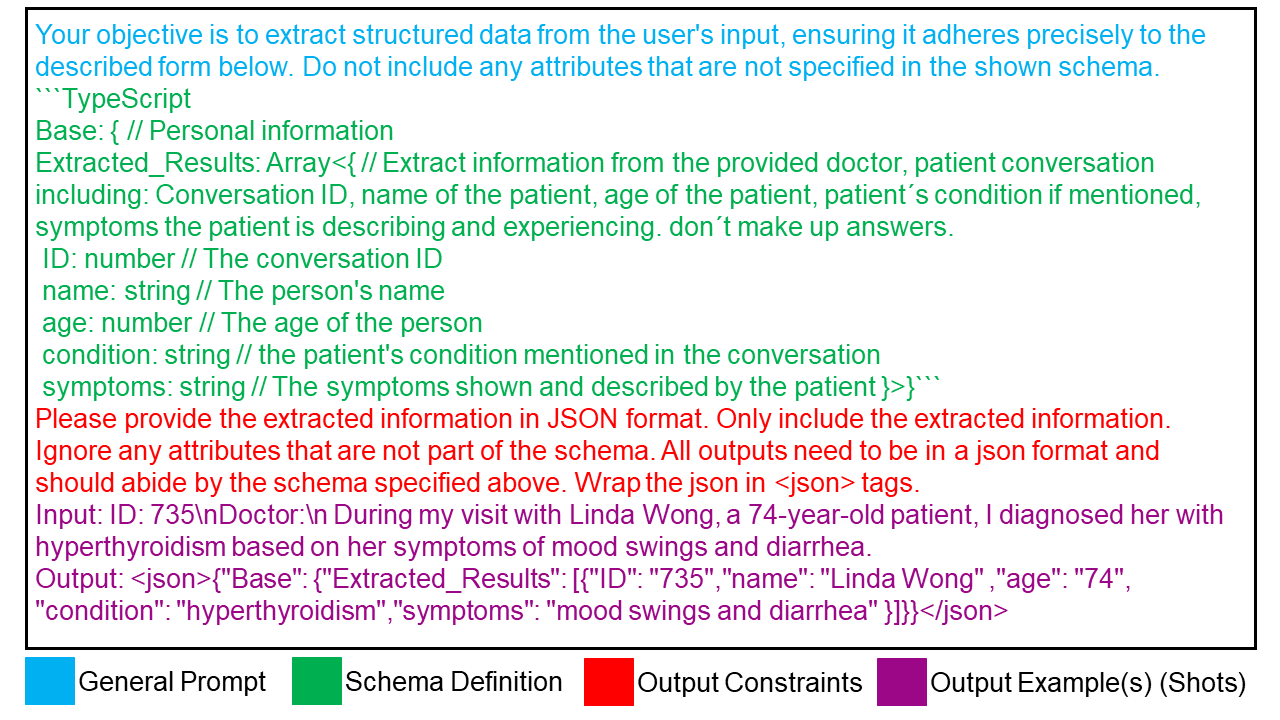 Your objective is to extract structured data from the user's input, ensuring it adheres precisely to the
described form below. Do not include any attributes that are not specified in the shown schema.
```TypeScript
Base: { // Personal information
Extracted_Results: Array<{ // Extract information from the provided doctor, patient conversation
including: Conversation ID, name of the patient, age of the patient, patient´s condition if mentioned,
symptoms the patient is describing and experiencing. don´t make up answers.
ID: number // The conversation ID
name: string // The person's name
age: number // The age of the person
condition: string // the patient's condition mentioned in the conversation
symptoms: string // The symptoms shown and described by the patient }>}```
Please provide the extracted information in JSON format. Only include the extracted information.
Ignore any attributes that are not part of the schema. All outputs need to be in a json format and
should abide by the schema specified above. Wrap the json in <json> tags.
Input: ID: 735\nDoctor:\n During my visit with Linda Wong, a 74-year-old patient, I diagnosed her with
hyperthyroidism based on her symptoms of mood swings and diarrhea.
Output: <json>{"Base": {"Extracted_Results": [{"ID": "735","name": "Linda Wong" ,"age": "74",
"condition": "hyperthyroidism","symptoms": "mood swings and diarrhea" }]}}</json>
General Prompt
Schema Definition
Output Constraints
Output Example(s) (Shots)